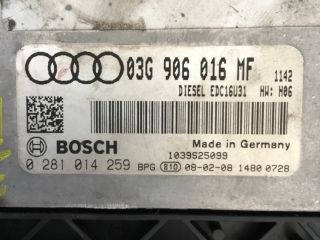 03G 906 016 MF 1142
DIESEL EDC16U31 HW: H06
BOSCH Made in Germany
1039S25099
0 281 014 259 BPG 810 08-02-08 1480 0728